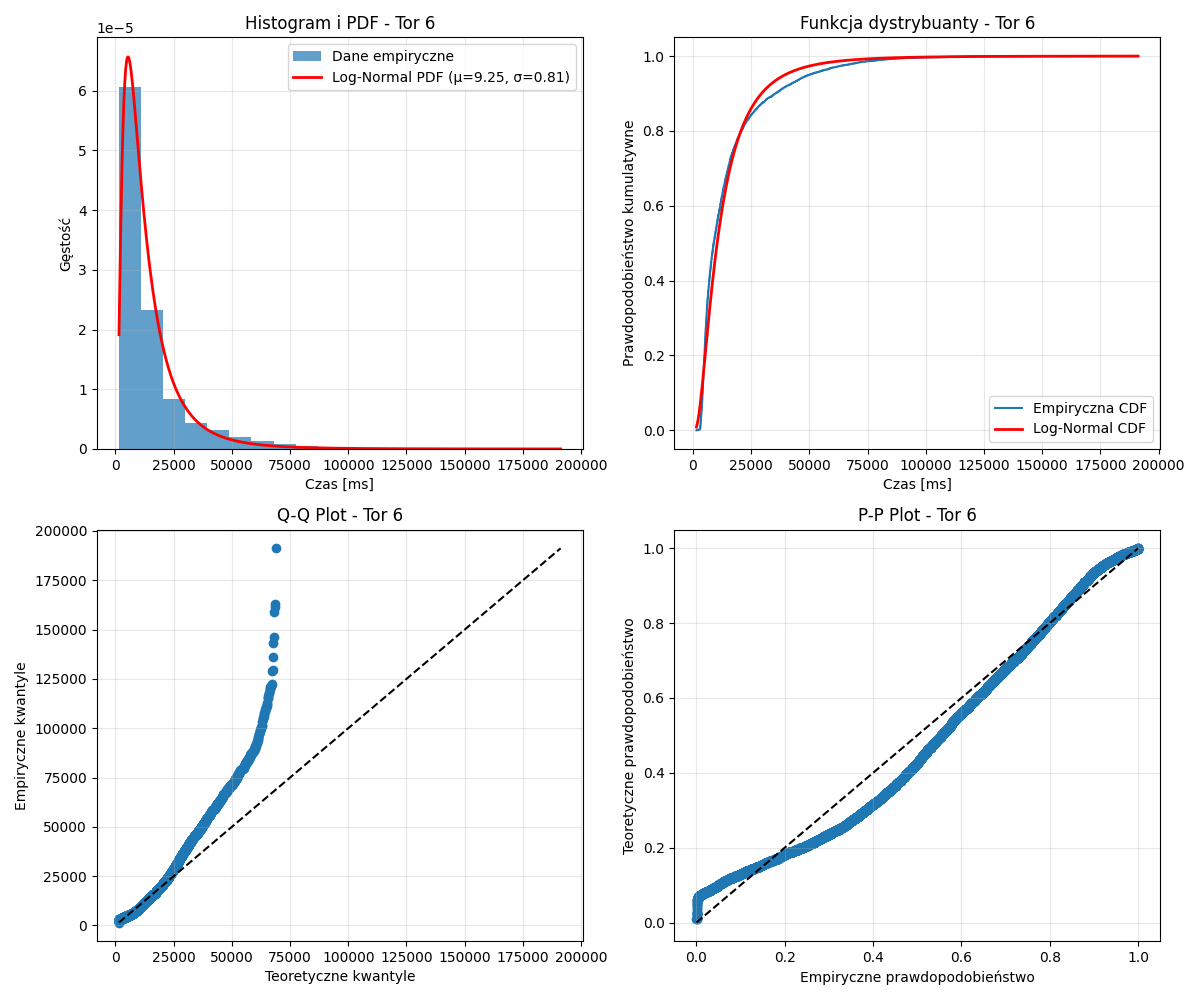 Histogram i PDF - Tor 6
1e−5
Dane empiryczne
Log-Normal PDF (μ=9.25, σ=0.81)
6
5
4
3
2
1
0
Gęstość
0 25000 50000 75000 100000 125000 150000 175000 200000
Czas [ms]
Funkcja dystrybuanty - Tor 6
1.0
0.8
0.6
0.4
0.2
0.0
Prawdopodobieństwo kumulatywne
Empiryczna CDF
Log-Normal CDF
0 25000 50000 75000 100000 125000 150000 175000 200000
Czas [ms]
Q-Q Plot - Tor 6
200000
175000
150000
125000
100000
75000
50000
25000
0
Empiryczne kwantyle
0 25000 50000 75000 100000 125000 150000 175000 200000
Teoretyczne kwantyle
P-P Plot - Tor 6
1.0
0.8
0.6
0.4
0.2
0.0
Teoretyczne prawdopodobieństwo
0.0 0.2 0.4 0.6 0.8 1.0
Empiryczne prawdopodobieństwo